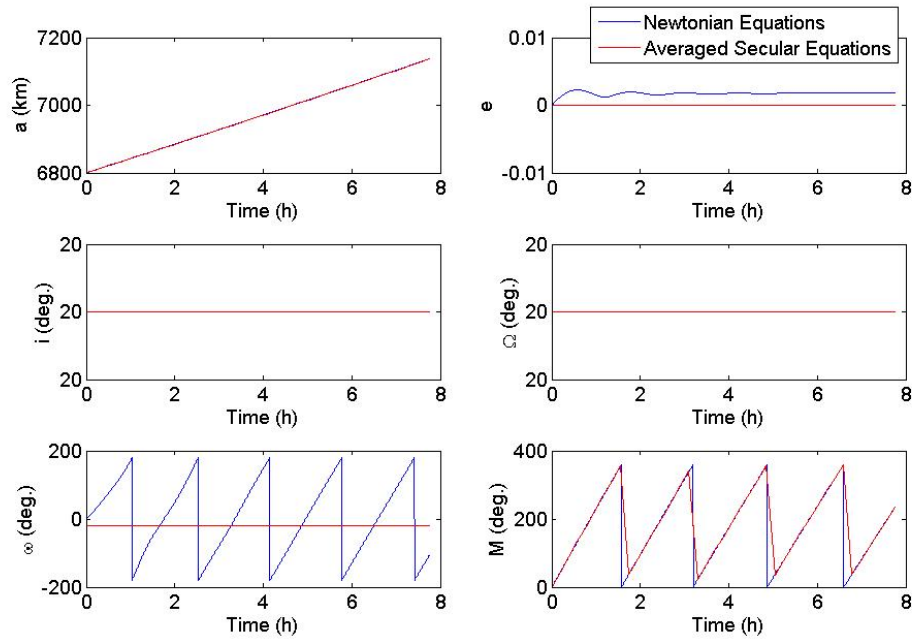 7200
7000
6800
a (km)
0 2 4 6 8
Time (h)
Newtonian Equations
Averaged Secular Equations
0.01
0
-0.01
e
0 2 4 6 8
Time (h)
20
20
20
i (deg.)
0 2 4 6 8
Time (h)
20
20
20
Ω (deg.)
0 2 4 6 8
Time (h)
200
0
-200
ω (deg.)
0 2 4 6 8
Time (h)
400
200
0
M (deg.)
0 2 4 6 8
Time (h)